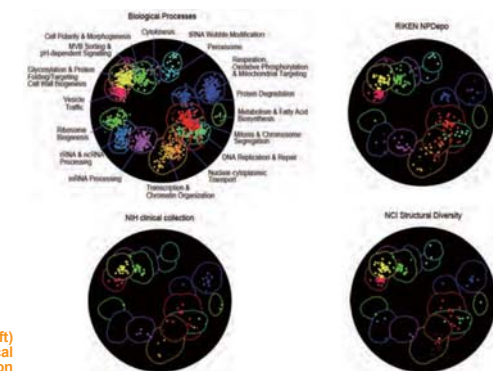 Biological Processes
Cytokinesis
tRNA Wobble Modification
Cell Polarity & Morphogenesis
Peroxisome
MVB Sorting &
pH-dependent Signalling
Respiration,
Oxidative Phosphorylation
& Mitochondrial Targeting
Glycosylation & Protein
Folding/Targeting
Cell Wall Biogenesis
Protein Degradation
Vesicle
Traffic
Metabolism & Fatty Acid
Biosynthesis
Ribosome
Biogenesis
Mitosis & Chromosome
Segregation
rRNA & ncRNA
Processing
DNA Replication & Repair
mRNA Processing
Nuclear-cytoplasmic
Transport
Transcription &
Chromatin Organization
RIKEN NPDepo
NIH clinical collection
NCI Structural Diversity
ft)
cal
on